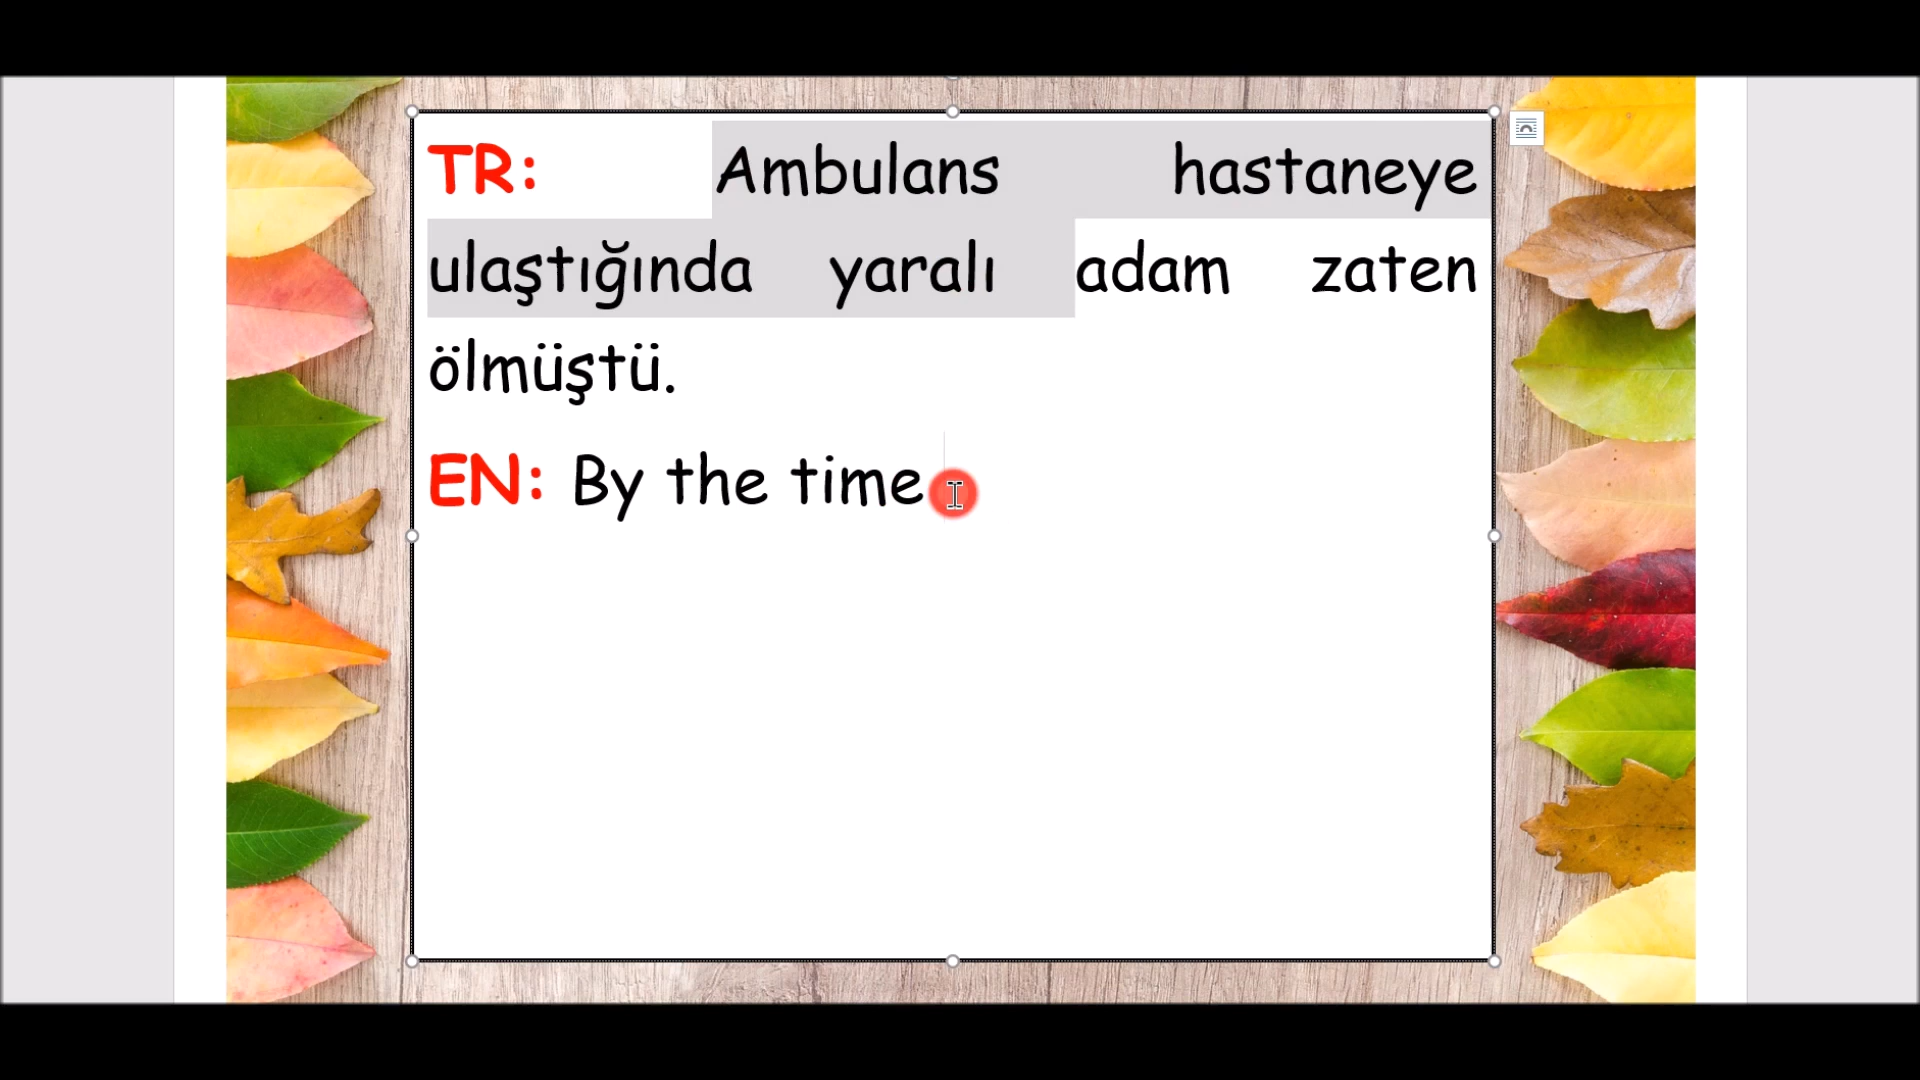 TR: Ambulans hastaneye
ulaştığında yaralı adam zaten
ölmüştü.
EN: By the time